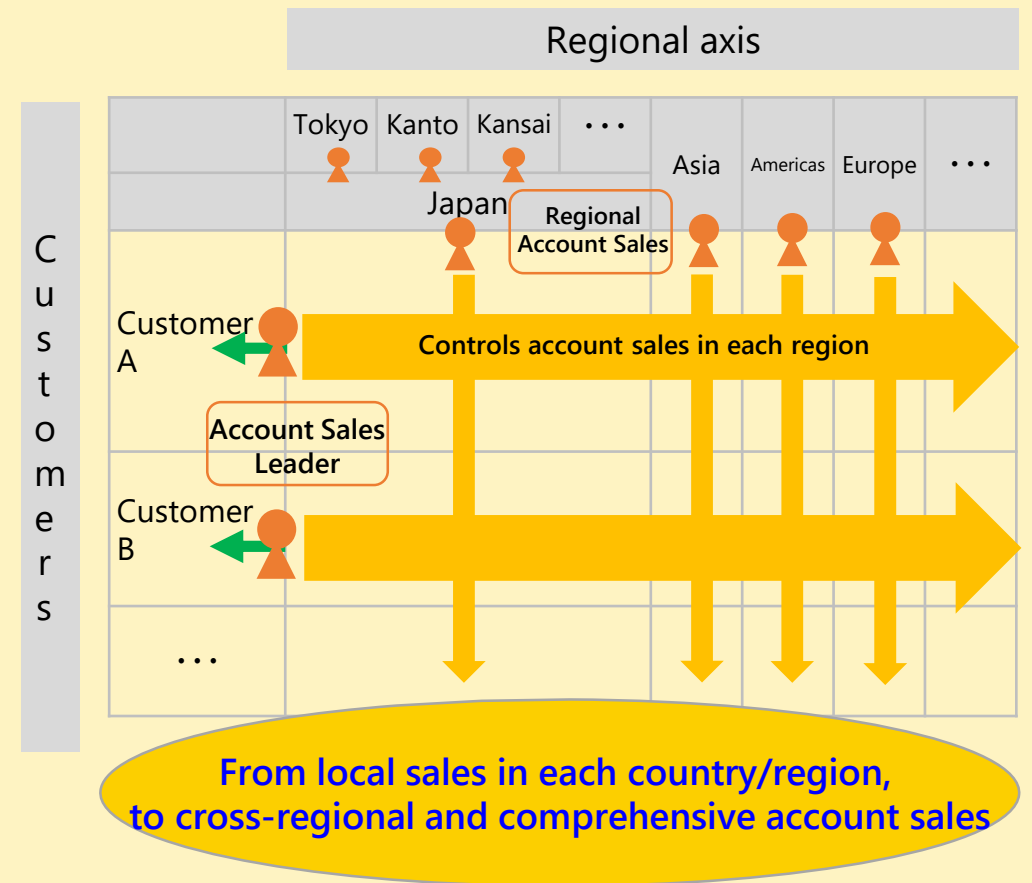 Regional axis
Customers
Tokyo Kanto Kansai ···
Asia Americas Europe ···
Japan
Regional
Account Sales
Customer
A
Controls account sales in each region
Account Sales
Leader
Customer
B
···
From local sales in each country/region,
to cross-regional and comprehensive account sales